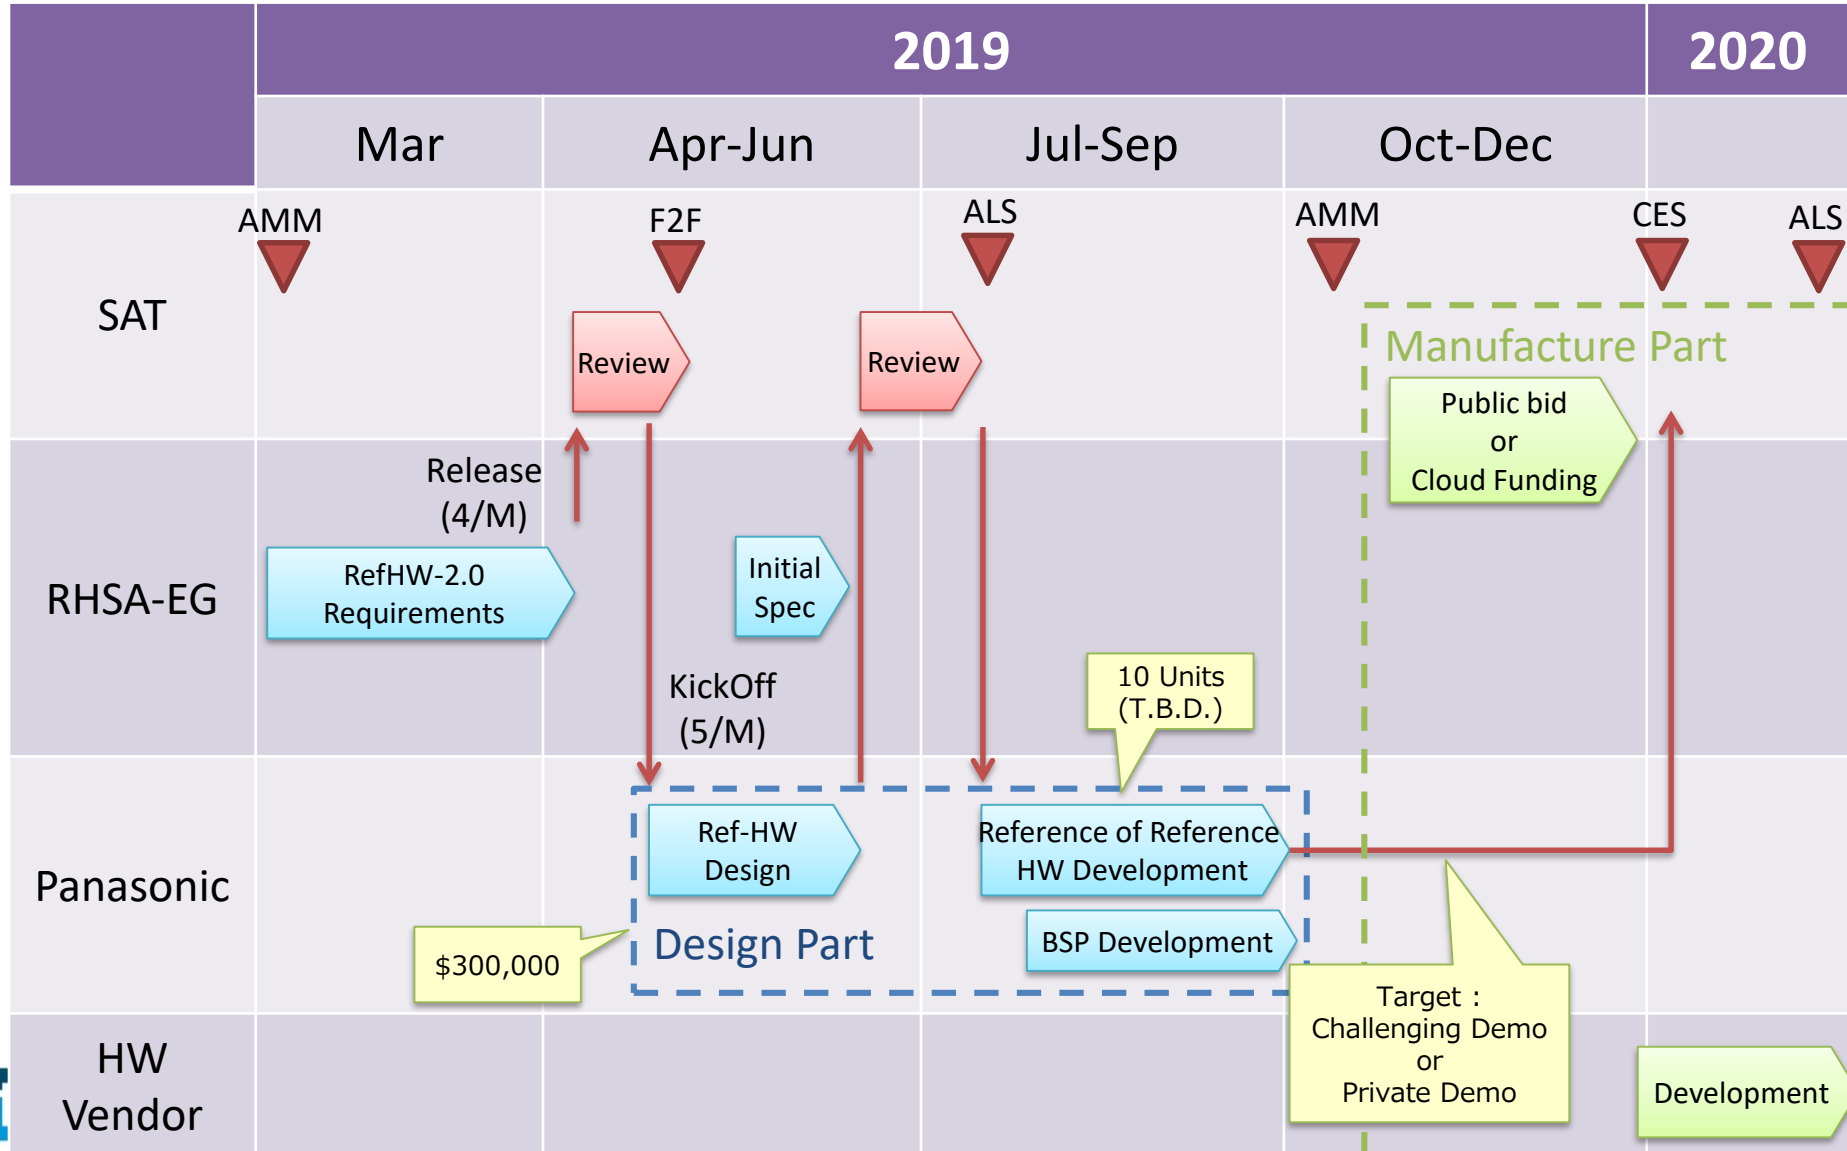 2019
2020
Mar
Apr-Jun
Jul-Sep
Oct-Dec
SAT
AMM
F2F
ALS
AMM
CES
ALS
Review
Review
Manufacture Part
Public bid
or
Cloud Funding
RHSA-EG
Release
(4/M)
RefHW-2.0
Requirements
Initial
Spec
KickOff
(5/M)
10 Units
(T.B.D.)
Panasonic
Ref-HW
Design
Reference of Reference
HW Development
Design Part
BSP Development
$300,000
Target :
Challenging Demo
or
Private Demo
HW
Vendor
Development